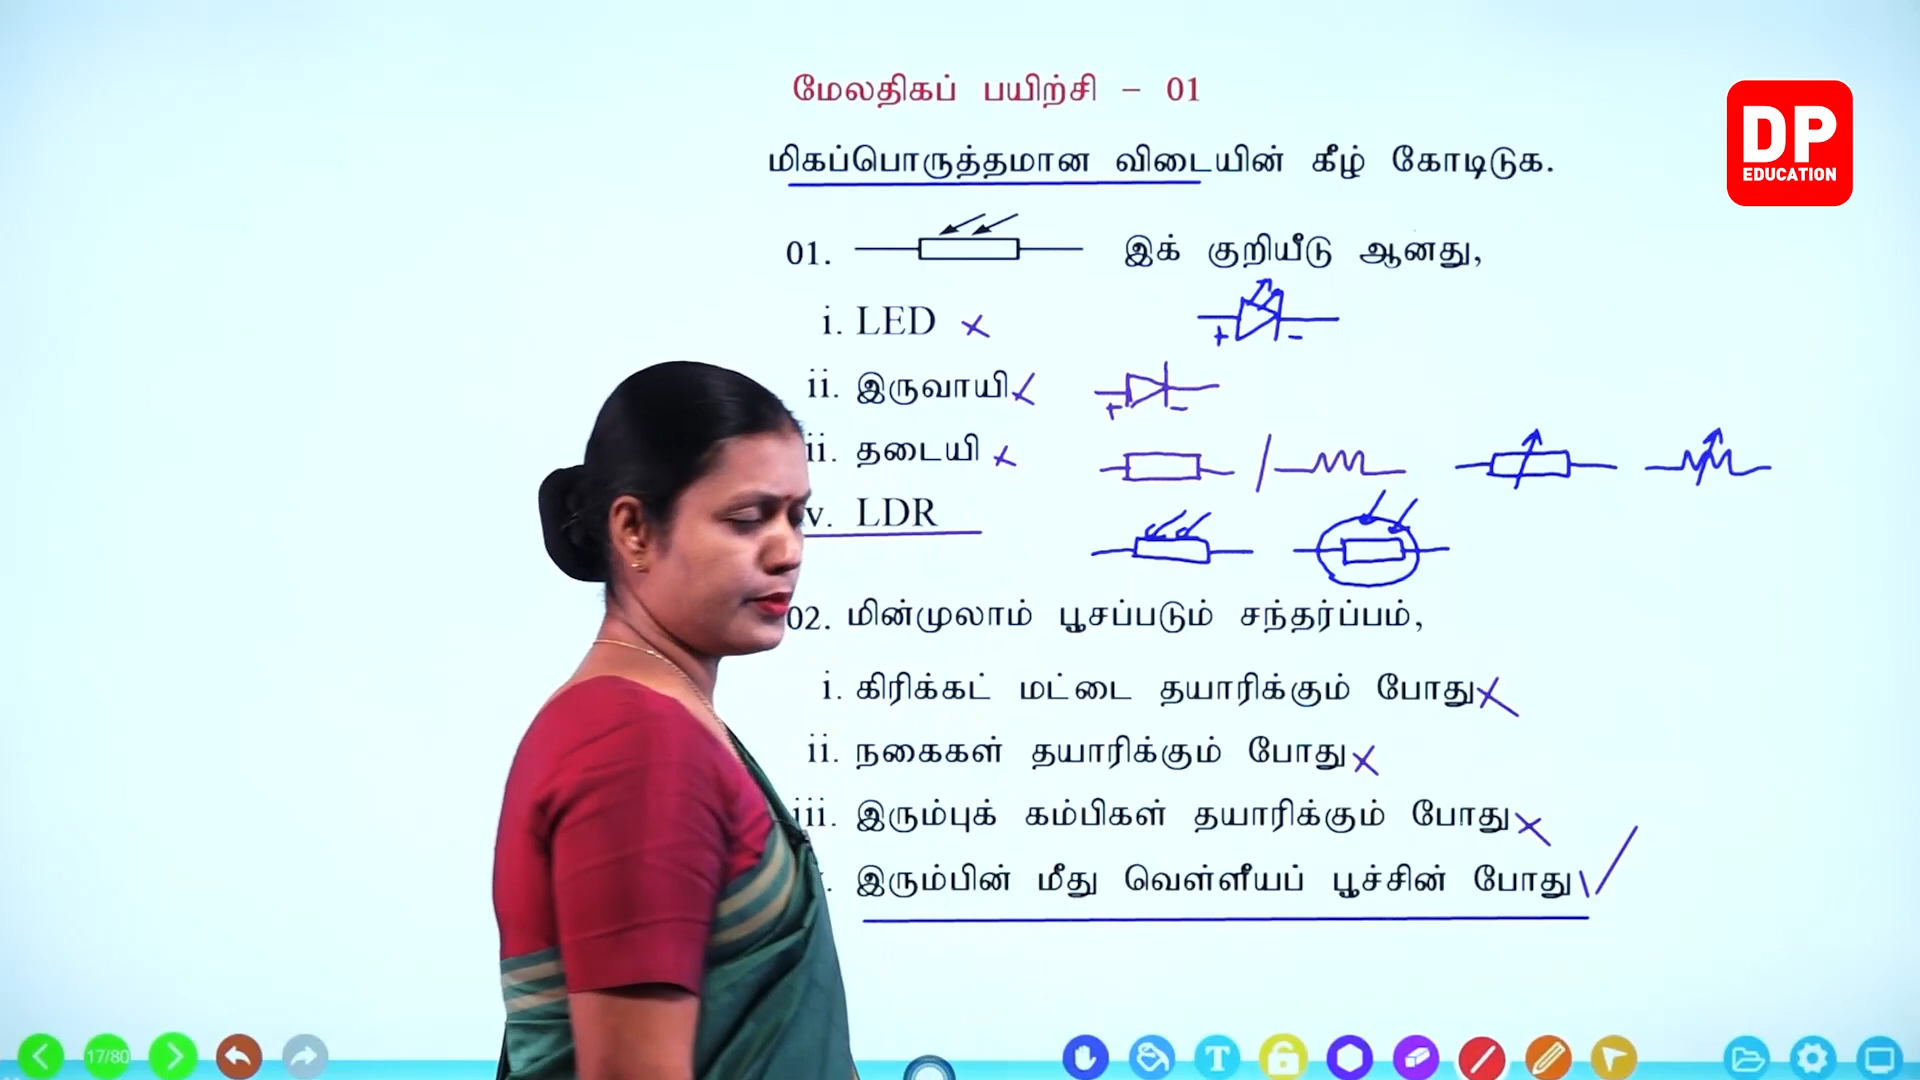 மேலதிகப் பயிற்சி – 01
DP
EDUCATION
மிகப்பொருத்தமான விடையின் கீழ் கோடிடுக.
01. இக் குறியீடு ஆனது,
i. LED
+ −
ii. இருவாயி
+ −
ii. தடையி
v. LDR
02. மின்முலாம் பூசப்படும் சந்தர்ப்பம்,
i. கிரிக்கட் மட்டை தயாரிக்கும் போது
ii. நகைகள் தயாரிக்கும் போது
iii. இரும்புக் கம்பிகள் தயாரிக்கும் போது
இரும்பின் மீது வெள்ளீயப் பூச்சின் போது
17/80